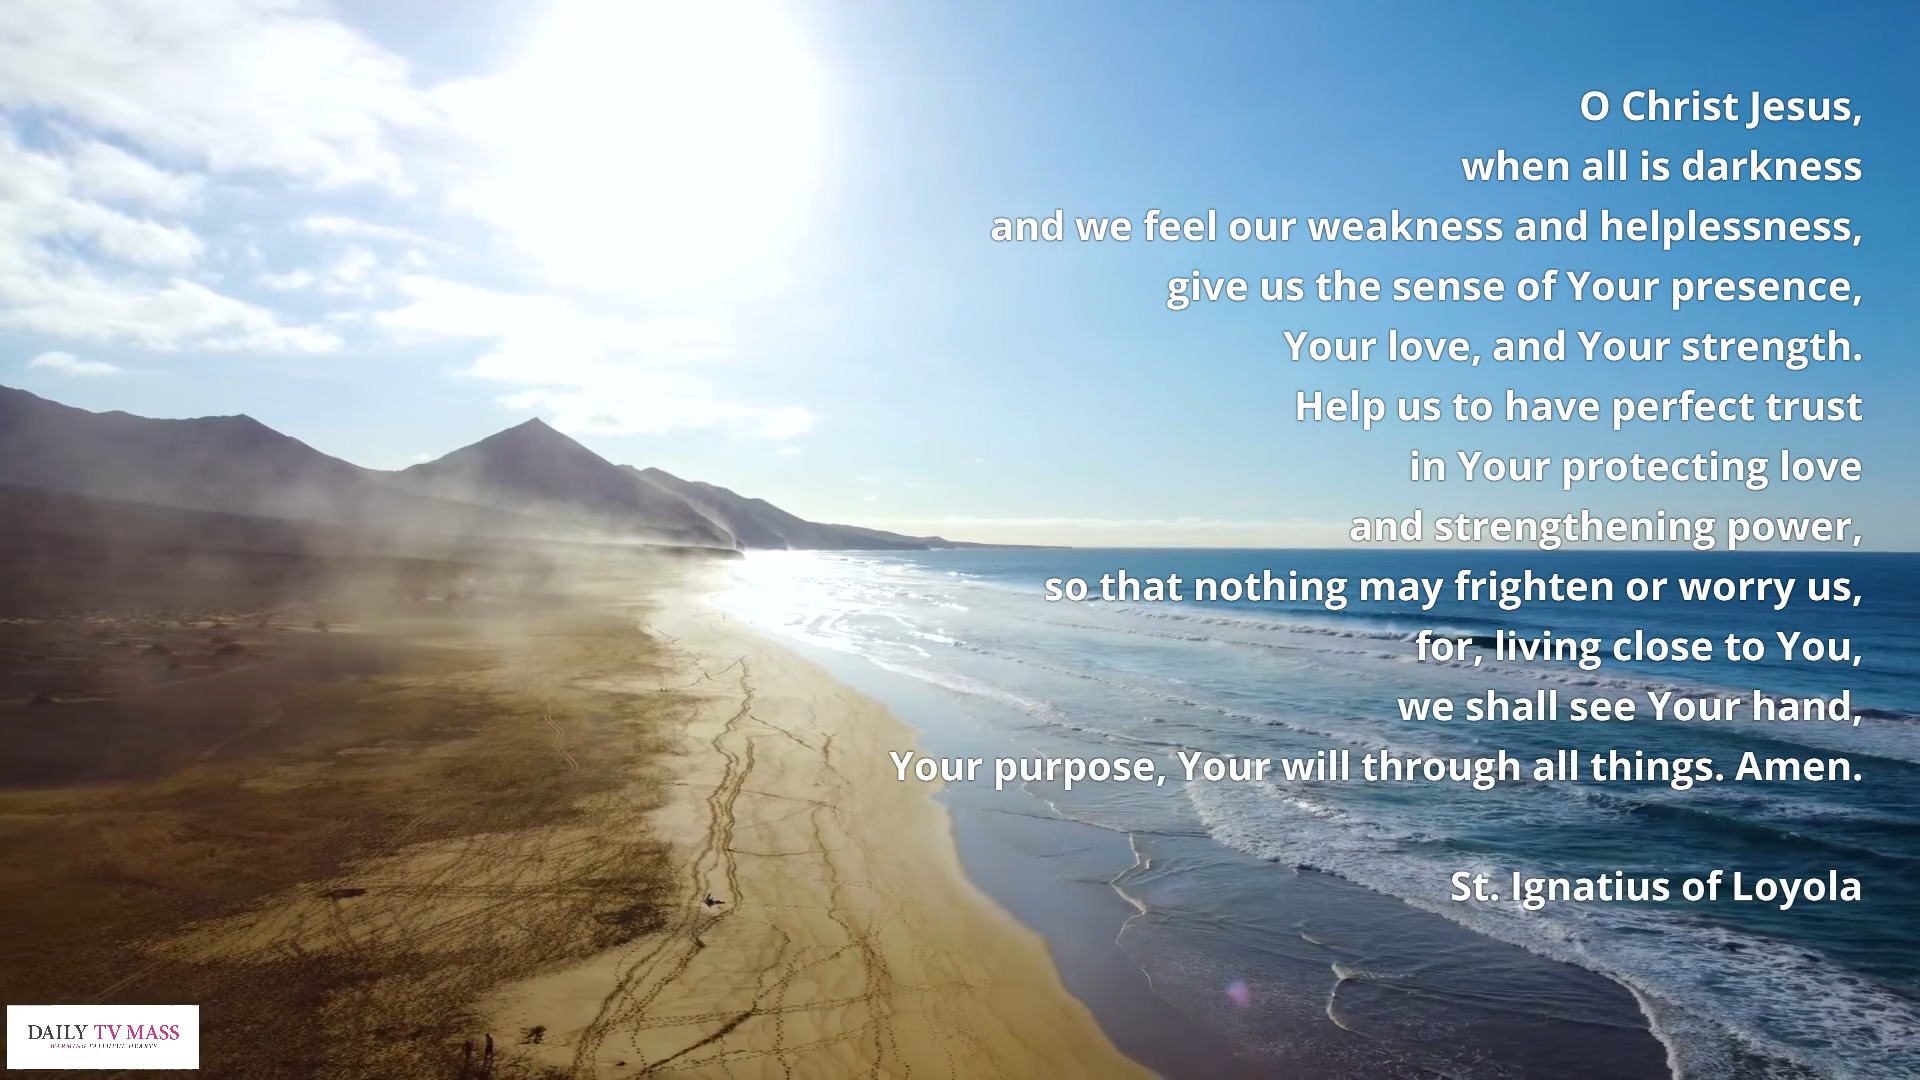 O Christ Jesus,
when all is darkness
and we feel our weakness and helplessness,
give us the sense of Your presence,
Your love, and Your strength.
Help us to have perfect trust
in Your protecting love
and strengthening power,
so that nothing may frighten or worry us,
for, living close to You,
we shall see Your hand,
Your purpose, Your will through all things. Amen.
St. Ignatius of Loyola
DAILY TV MASS
WARMING FAITHFUL HEARTS